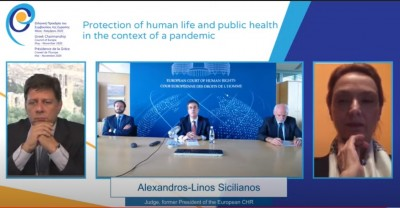 Protection of human life and public health
in the context of a pandemic
EUROPEAN COURT OF HUMAN RIGHTS
COUR EUROPEENNE DES DROITS DE L'HOMME
Alexandros-Linos Sicilianos
Judge, former President of the European CHR